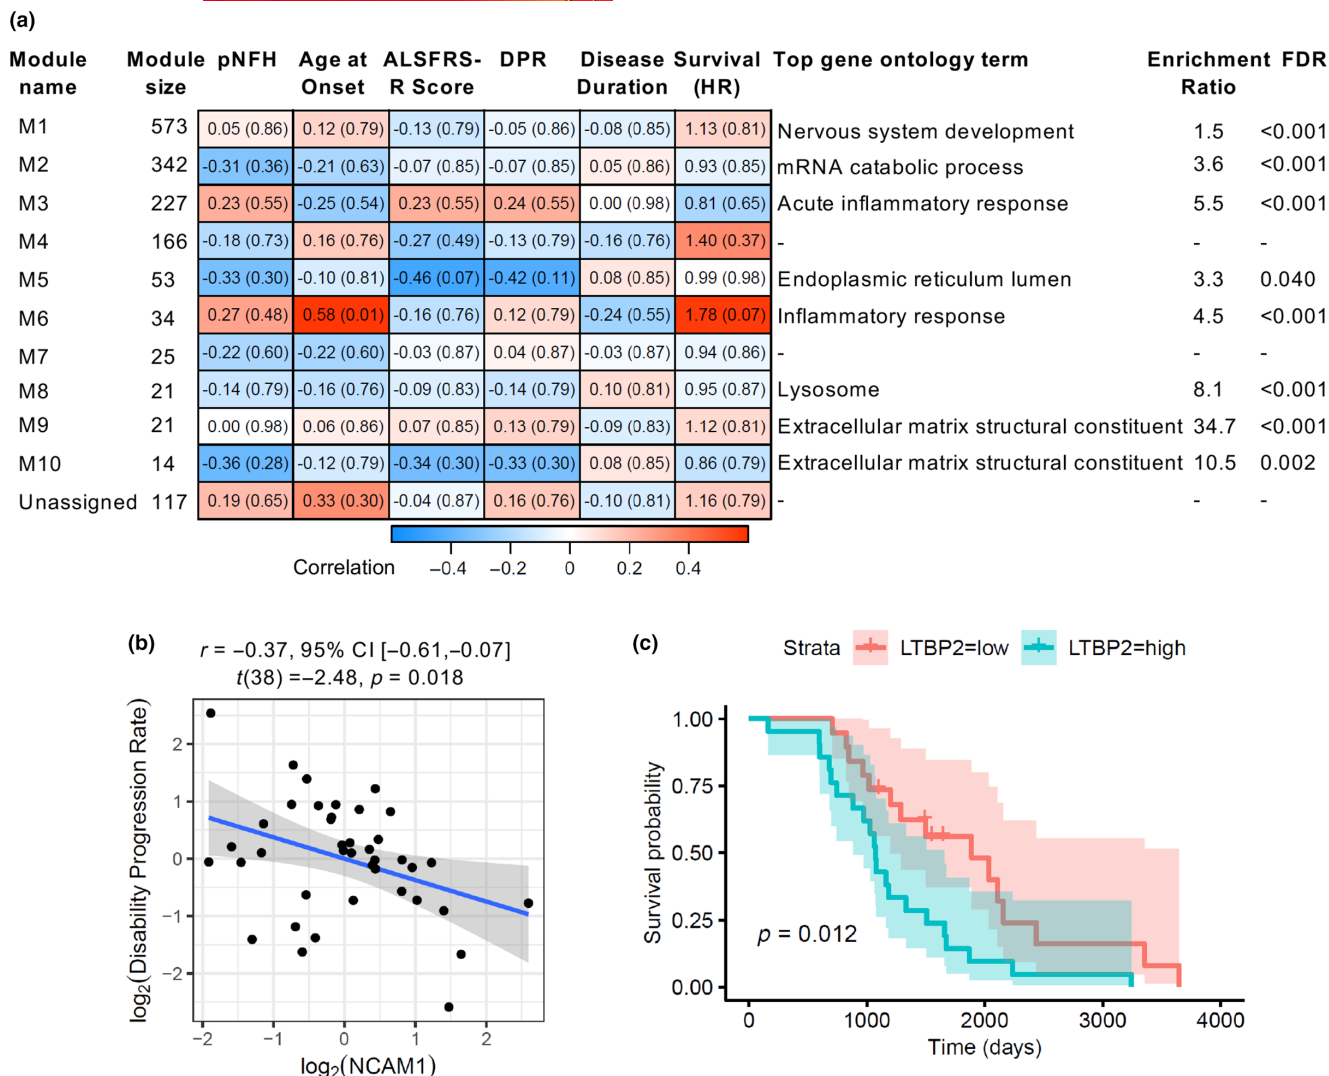 (a)
Module name Module size pNFH Age at Onset ALSFRS-R Score DPR Disease Duration Survival (HR) Top gene ontology term Enrichment Ratio FDR
M1 573 0.05 (0.86) 0.12 (0.79) -0.13 (0.79) -0.05 (0.86) -0.08 (0.85) 1.13 (0.81) Nervous system development 1.5 <0.001
M2 342 -0.31 (0.36) -0.21 (0.63) -0.07 (0.85) -0.07 (0.85) 0.05 (0.86) 0.93 (0.85) mRNA catabolic process 3.6 <0.001
M3 227 0.23 (0.55) -0.25 (0.54) 0.23 (0.55) 0.24 (0.55) 0.00 (0.98) 0.81 (0.65) Acute inflammatory response 5.5 <0.001
M4 166 -0.18 (0.73) 0.16 (0.76) -0.27 (0.49) -0.13 (0.79) -0.16 (0.76) 1.40 (0.37) - - -
M5 53 -0.33 (0.30) -0.10 (0.81) -0.46 (0.07) -0.42 (0.11) 0.08 (0.85) 0.99 (0.98) Endoplasmic reticulum lumen 3.3 0.040
M6 34 0.27 (0.48) 0.58 (0.01) -0.16 (0.76) 0.12 (0.79) -0.24 (0.55) 1.78 (0.07) Inflammatory response 4.5 <0.001
M7 25 -0.22 (0.60) -0.22 (0.60) -0.03 (0.87) 0.04 (0.87) -0.03 (0.87) 0.94 (0.86) - - -
M8 21 -0.14 (0.79) -0.16 (0.76) -0.09 (0.83) -0.14 (0.79) 0.10 (0.81) 0.95 (0.87) Lysosome 8.1 <0.001
M9 21 0.00 (0.98) 0.06 (0.86) 0.07 (0.85) 0.13 (0.79) -0.09 (0.83) 1.12 (0.81) Extracellular matrix structural constituent 34.7 <0.001
M10 14 -0.36 (0.28) -0.12 (0.79) -0.34 (0.30) -0.33 (0.30) 0.08 (0.85) 0.86 (0.79) Extracellular matrix structural constituent 10.5 0.002
Unassigned 117 0.19 (0.65) 0.33 (0.30) -0.04 (0.87) 0.16 (0.76) -0.10 (0.81) 1.16 (0.79) - - -
Correlation −0.4 −0.2 0 0.2 0.4
(b)
r = −0.37, 95% CI [−0.61,−0.07]
t(38) =−2.48, p = 0.018
log2(Disability Progression Rate)
2
1
0
−1
−2
−2 −1 0 1 2
log2(NCAM1)
(c)
Strata LTBP2=low LTBP2=high
Survival probability
1.00
0.75
0.50
0.25
0.00
p = 0.012
0 1000 2000 3000 4000
Time (days)